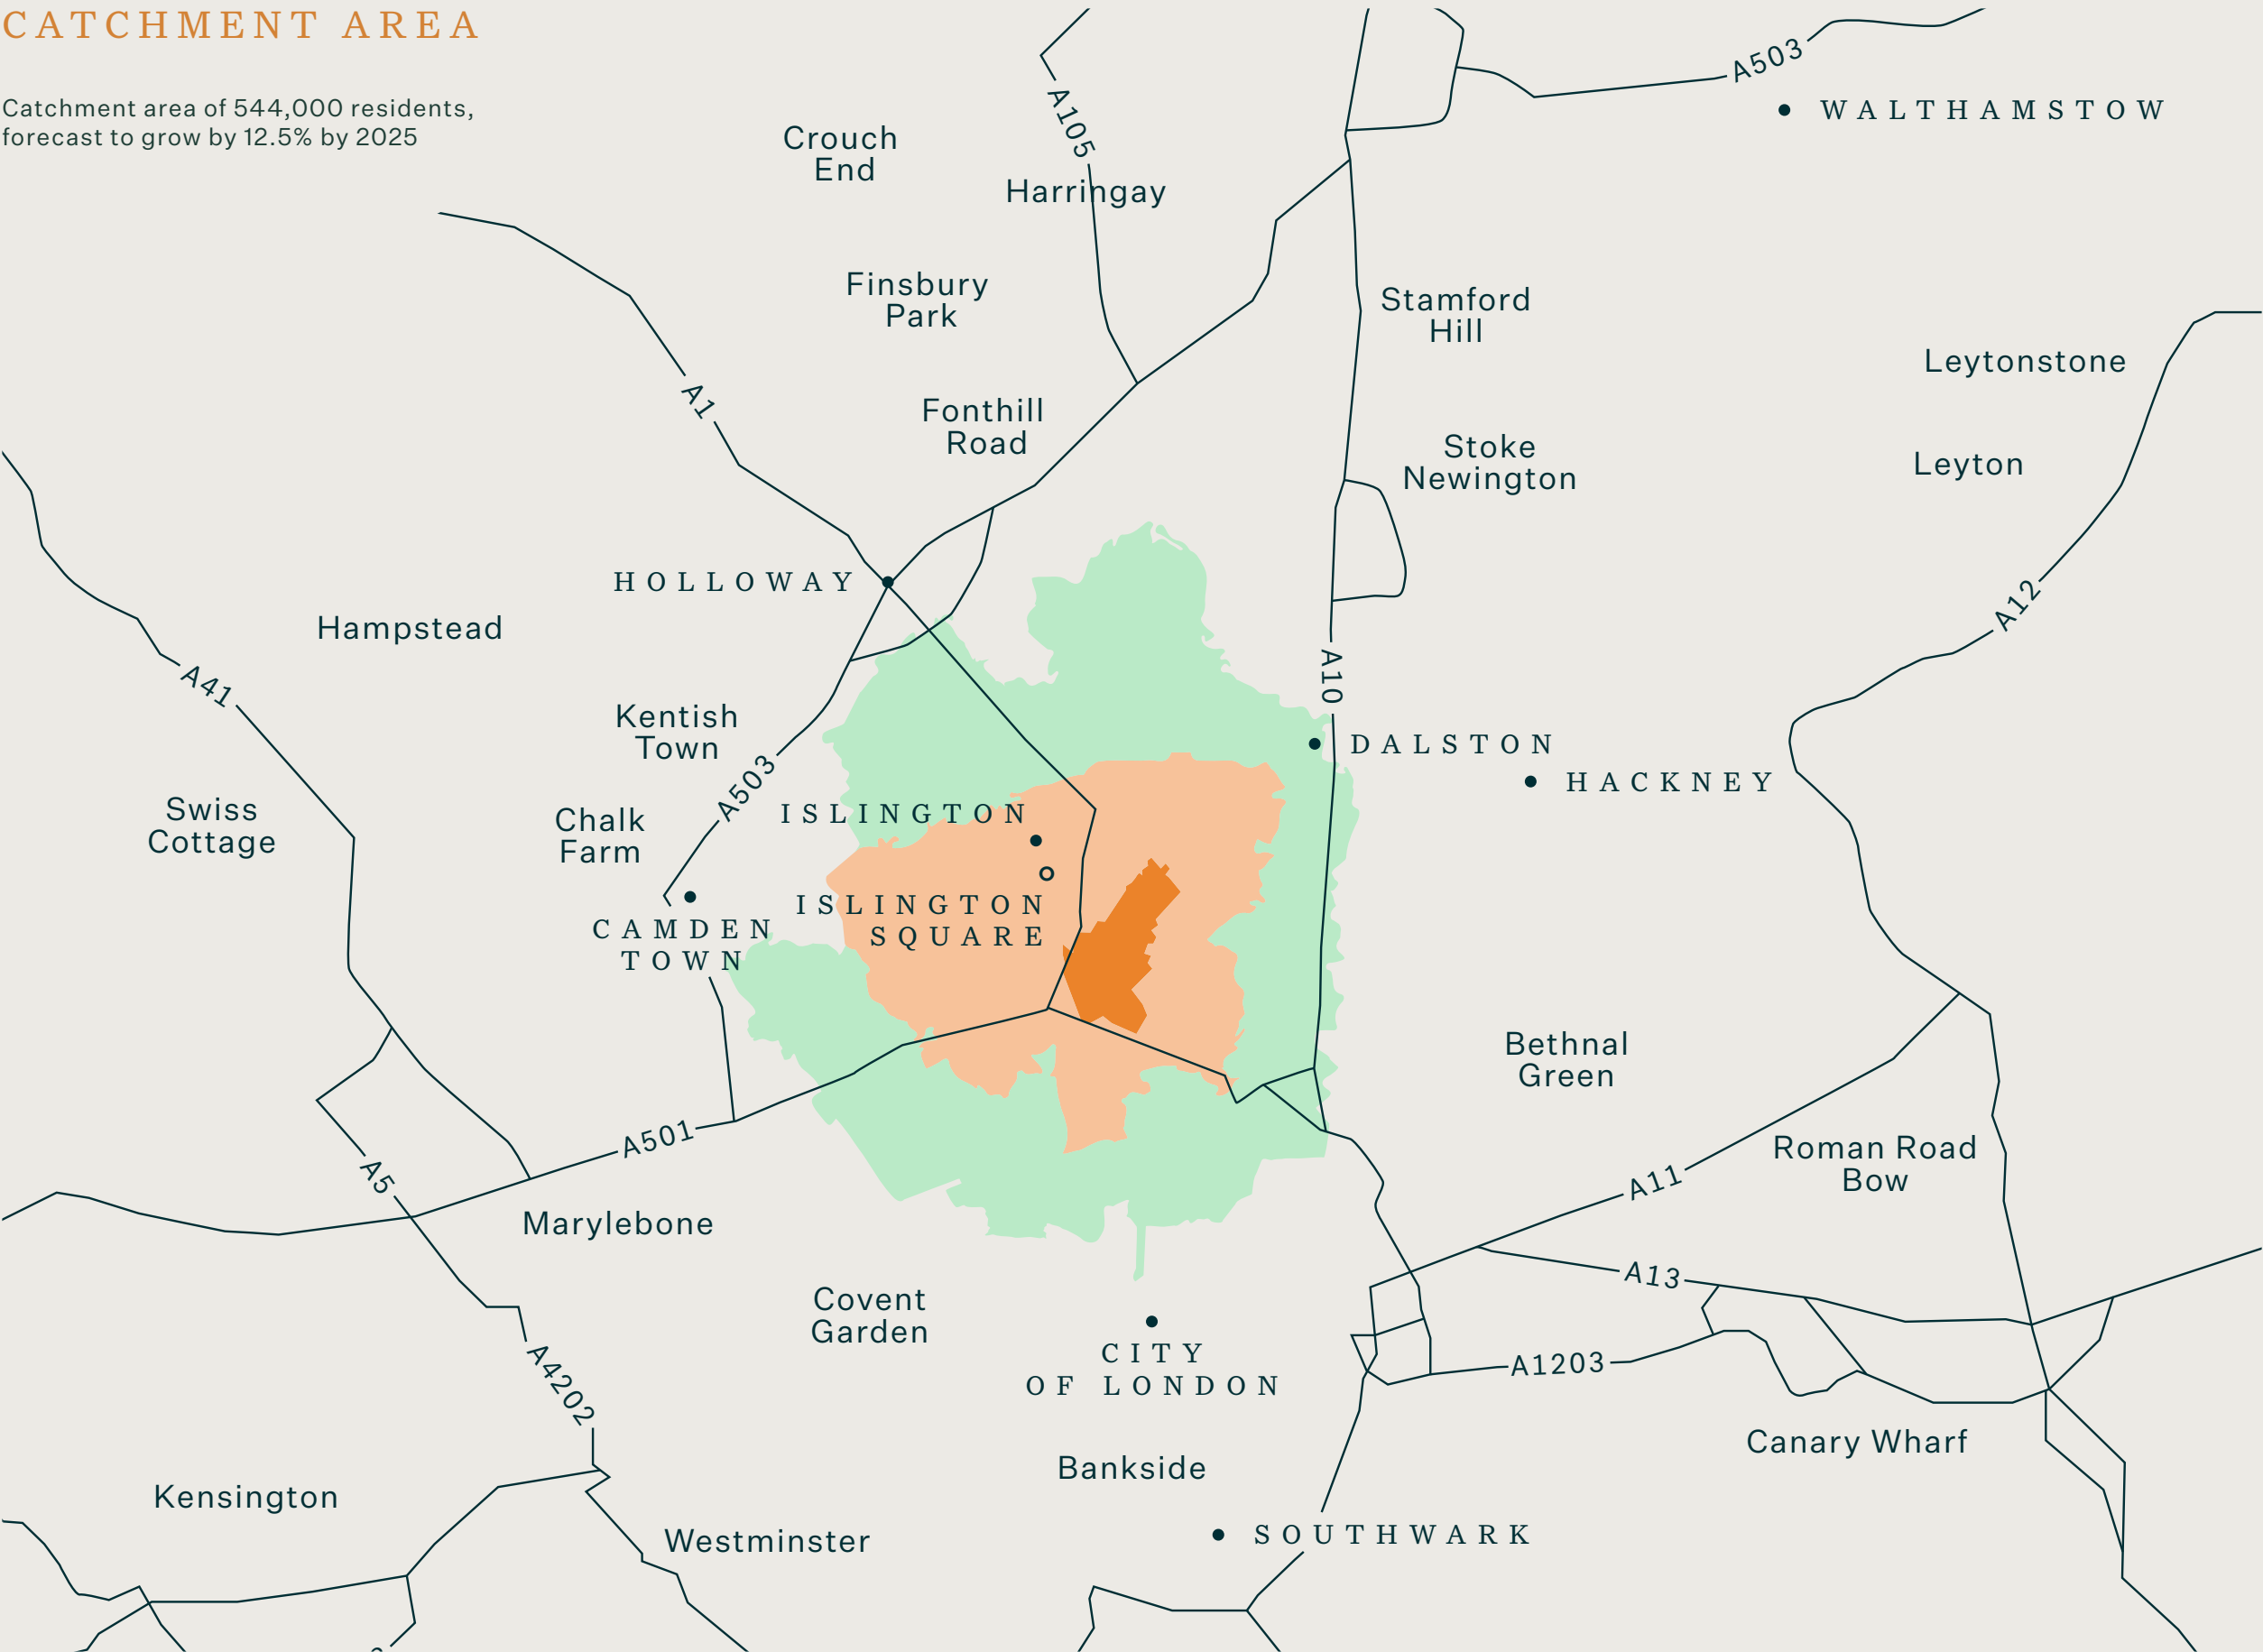 CATCHMENT AREA
Catchment area of 544,000 residents,
forecast to grow by 12.5% by 2025
A503
WALTHAMSTOW
A105
Crouch
End
Harringay
Finsbury
Park
Stamford
Hill
Leytonstone
A1
Fonthill
Road
Stoke
Newington
Leyton
HOLLOWAY
A12
Hampstead
A41
A10
Kentish
Town
DALSTON
A503
HACKNEY
Swiss
Cottage
Chalk
Farm
ISLINGTON
ISLINGTON
SQUARE
CAMDEN
TOWN
Bethnal
Green
A501
A5
Roman Road
Bow
A11
Marylebone
A13
Covent
Garden
CITY
OF LONDON
A4202
A1203
Canary Wharf
Bankside
Kensington
Westminster
SOUTHWARK